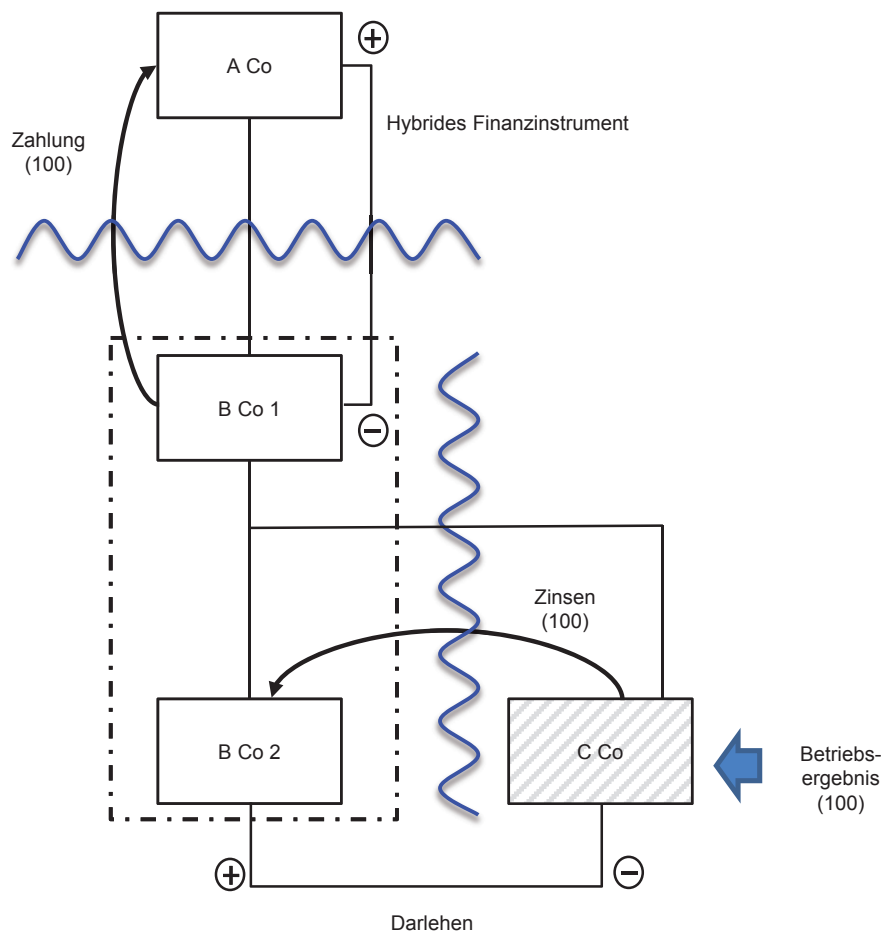 A Co
+
Hybrides Finanzinstrument
Zahlung
(100)
B Co 1
−
Zinsen
(100)
B Co 2
C Co
Betriebs-
ergebnis
(100)
+
−
Darlehen